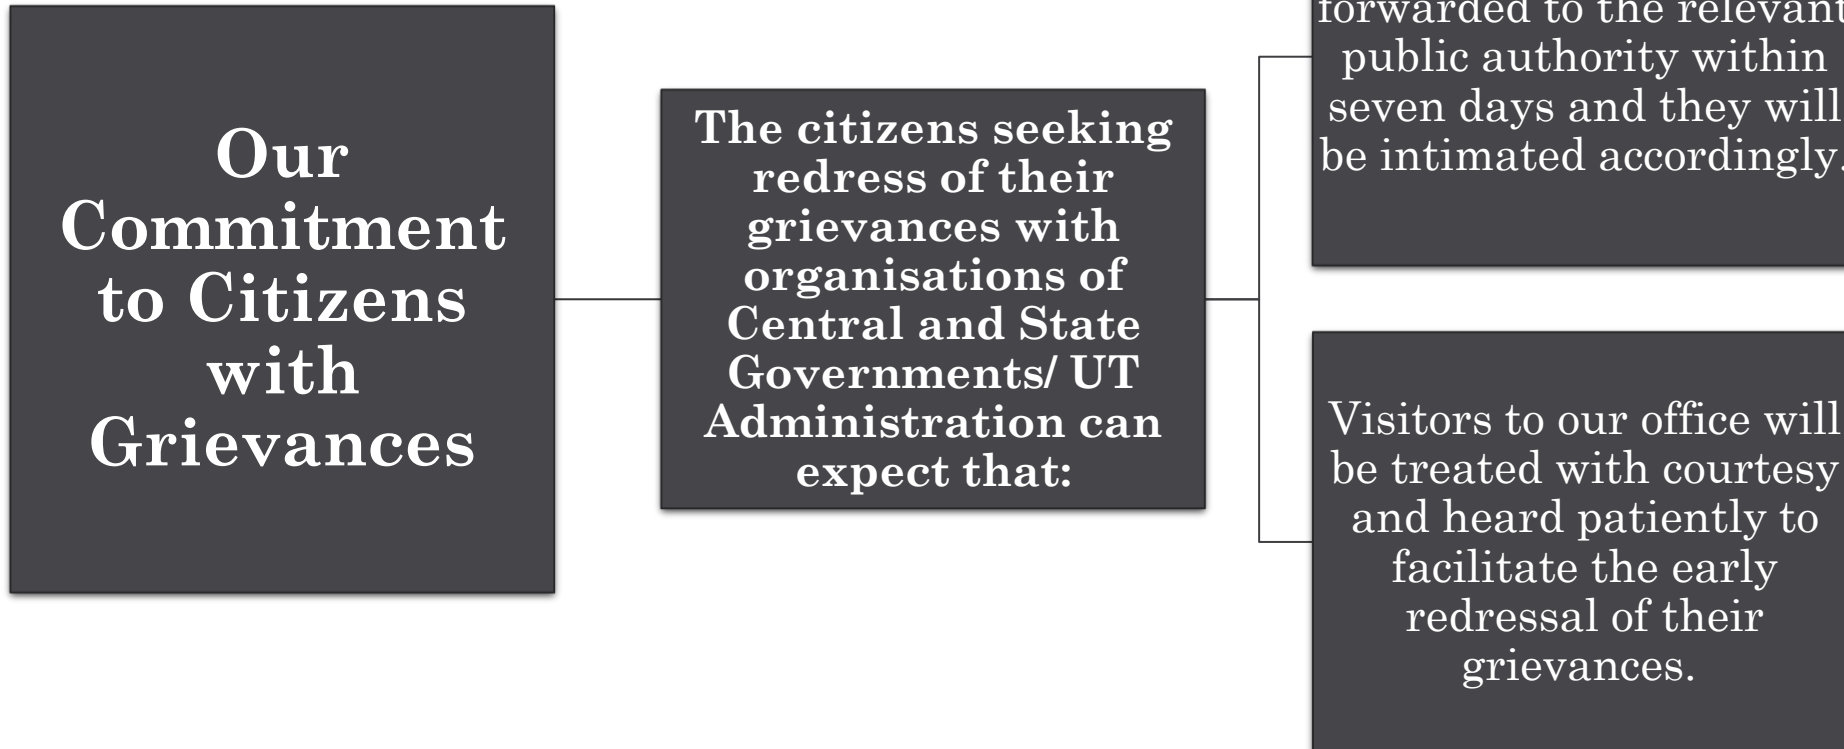 Our
Commitment
to Citizens
with
Grievances
The citizens seeking
redress of their
grievances with
organisations of
Central and State
Governments/ UT
Administration can
expect that:
forwarded to the relevant
public authority within
seven days and they will
be intimated accordingly.
Visitors to our office will
be treated with courtesy
and heard patiently to
facilitate the early
redressal of their
grievances.